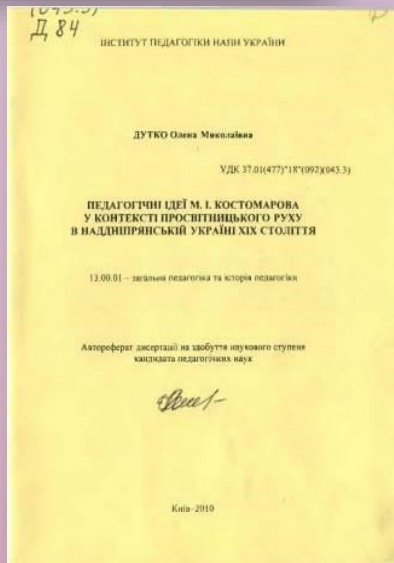 Д 84
ІНСТИТУТ ПЕДАГОГІКИ НАПН УКРАЇНИ
ДУТКО Олена Миколаївна
УДК 37.01(477)"18"(092)(043.3)
ПЕДАГОГІЧНІ ІДЕЇ М. І. КОСТОМАРОВА
У КОНТЕКСТІ ПРОСВІТНИЦЬКОГО РУХУ
В НАДДНІПРЯНСЬКІЙ УКРАЇНІ ХІХ СТОЛІТТЯ
13.00.01 – загальна педагогіка та історія педагогіки
Автореферат дисертації на здобуття наукового ступеня
кандидата педагогічних наук
Київ–2010